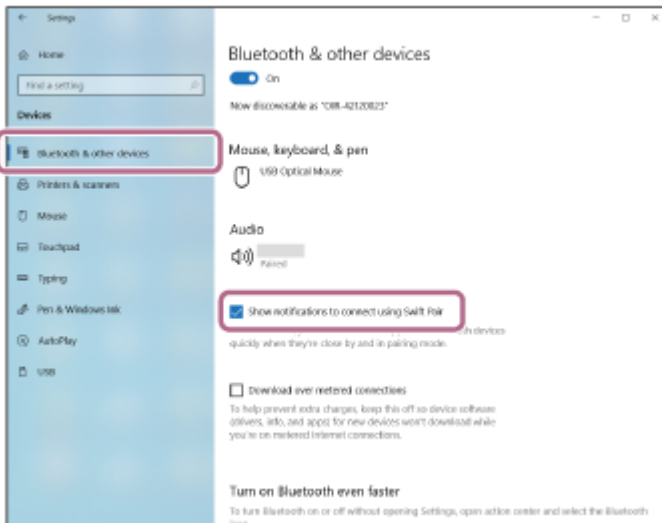 Settings
Home
Find a setting
Devices
Bluetooth & other devices
Printers & scanners
Mouse
Touchpad
Typing
Pen & Windows Ink
AutoPlay
USB
Bluetooth & other devices
On
Now discoverable as
Mouse, keyboard, & pen
USB Optical Mouse
Audio
Paired
Show notifications to connect using Swift Pair
devices
quickly when they're close by and in pairing mode.
Download over metered connections
To help prevent extra charges, keep this off so device software
(drivers, info, and apps) for new devices won't download while
you're on metered Internet connections.
Turn on Bluetooth even faster
To turn Bluetooth on or off without opening Settings, open action center and select the Bluetooth